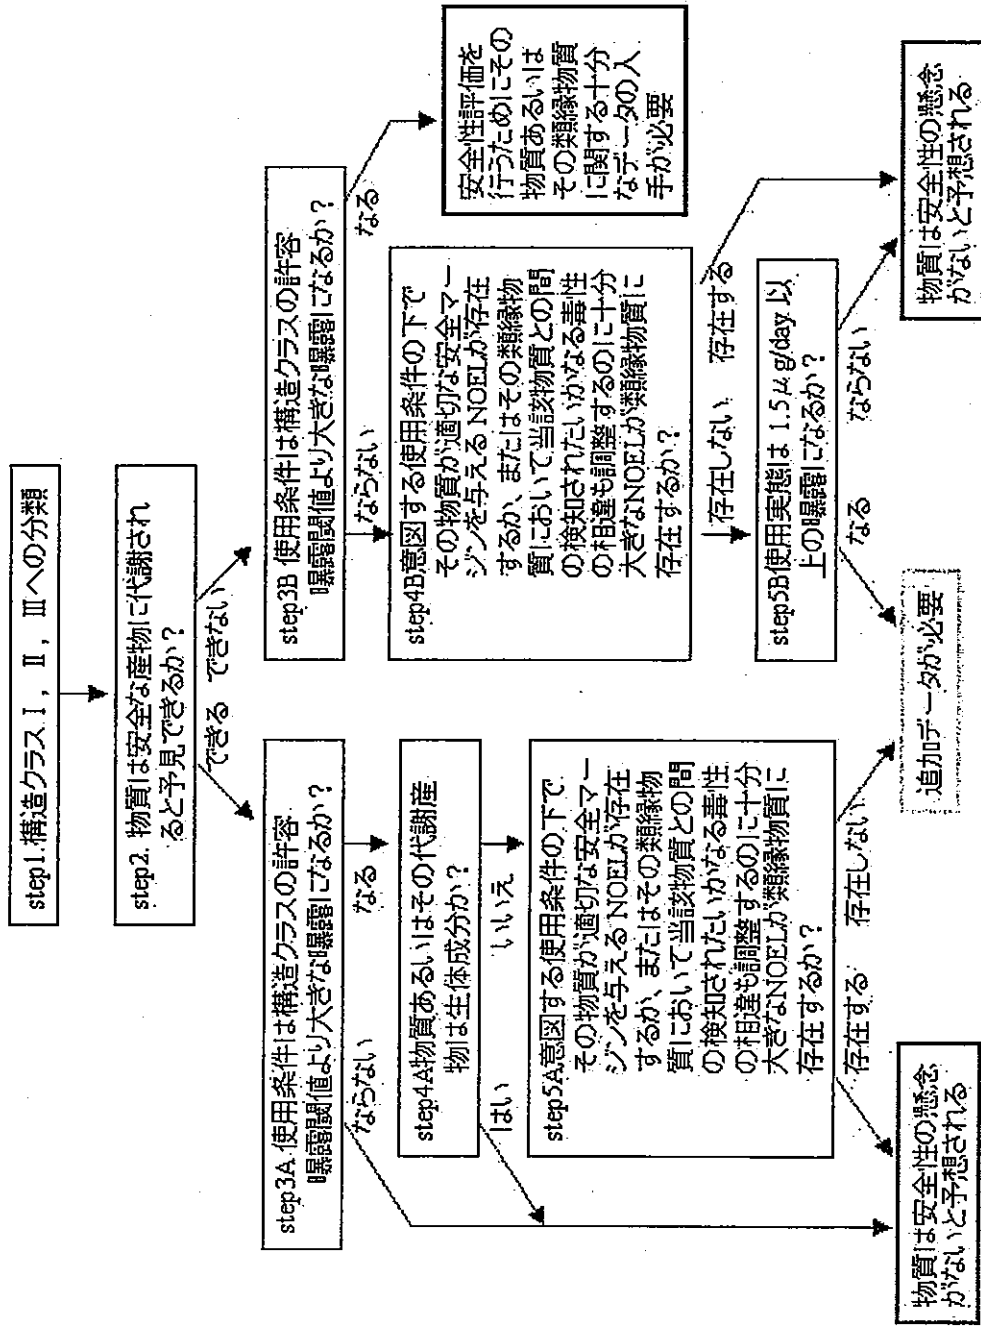 step1.構造クラスⅠ，Ⅱ，Ⅲへの分類
step2. 物質は安全な産物に代謝され
ると予見できるか？
できる
できない
step3A 使用条件は構造クラスの許容
曝露閾値より大きな曝露になるか？
ならない
なる
step4A物質あるいはその代謝産
物は生体成分か？
はい
いいえ
step5A意図する使用条件の下で
その物質が適切な安全マー
ジンを与えるNOELが存在
するか、またはその類縁物
質において当該物質との間
の検知されたいかなる毒性
の相違も調整するのに十分
大きなNOELが類縁物質に
存在するか？
存在する
存在しない
物質は安全性の懸念
がないと予想される
step3B 使用条件は構造クラスの許容
曝露閾値より大きな曝露になるか？
ならない
なる
安全性評価を
行うためにその
物質あるいは
その類縁物質
に関する十分
なデータの入
手が必要
step4B意図する使用条件の下で
その物質が適切な安全マー
ジンを与えるNOELが存在
するか、またはその類縁物
質において当該物質との間
の検知されたいかなる毒性
の相違も調整するのに十分
大きなNOELが類縁物質に
存在するか？
存在しない
存在する
step5B使用実態は 1.5μg/day 以
上の曝露になるか？
なる
ならない
追加データが必要
物質は安全性の懸念
がないと予想される